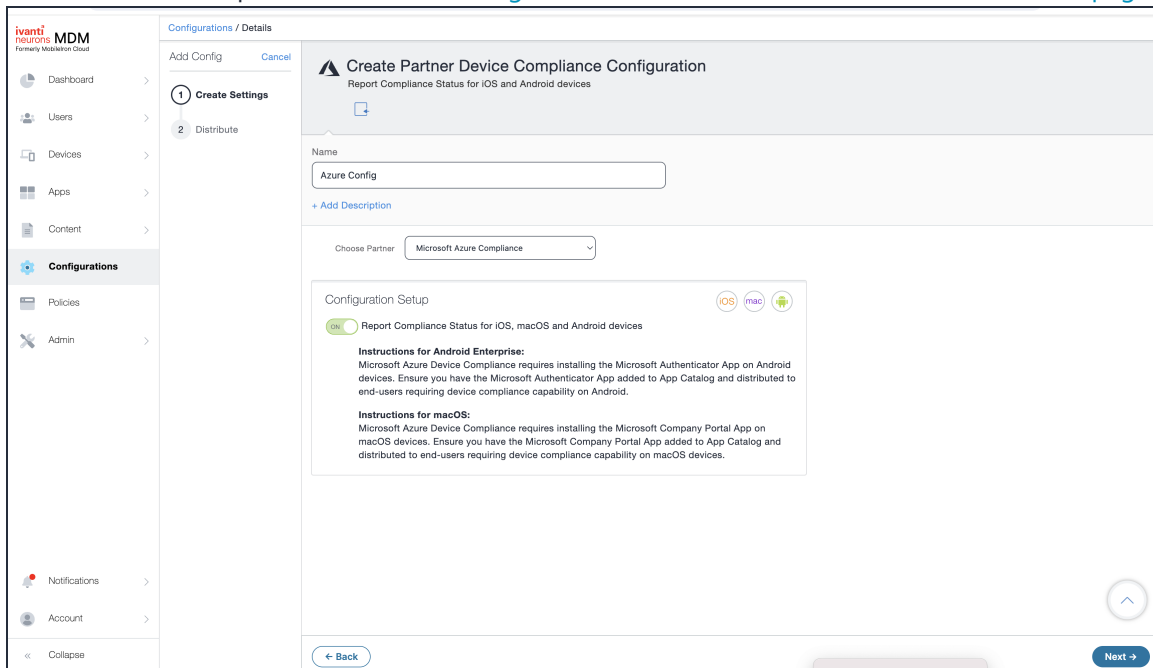 ivanti
neurons MDM
Formerly MobileIron Cloud
Dashboard
Users
Devices
Apps
Content
Configurations
Policies
Admin
Notifications
Account
« Collapse
Configurations / Details
Add Config Cancel
1 Create Settings
2 Distribute
Create Partner Device Compliance Configuration
Report Compliance Status for iOS and Android devices
Name
Azure Config
+ Add Description
Choose Partner Microsoft Azure Compliance
Configuration Setup iOS mac
ON Report Compliance Status for iOS, macOS and Android devices
Instructions for Android Enterprise:
Microsoft Azure Device Compliance requires installing the Microsoft Authenticator App on Android
devices. Ensure you have the Microsoft Authenticator App added to App Catalog and distributed to
end-users requiring device compliance capability on Android.
Instructions for macOS:
Microsoft Azure Device Compliance requires installing the Microsoft Company Portal App on
macOS devices. Ensure you have the Microsoft Company Portal App added to App Catalog and
distributed to end-users requiring device compliance capability on macOS devices.
← Back
Next →